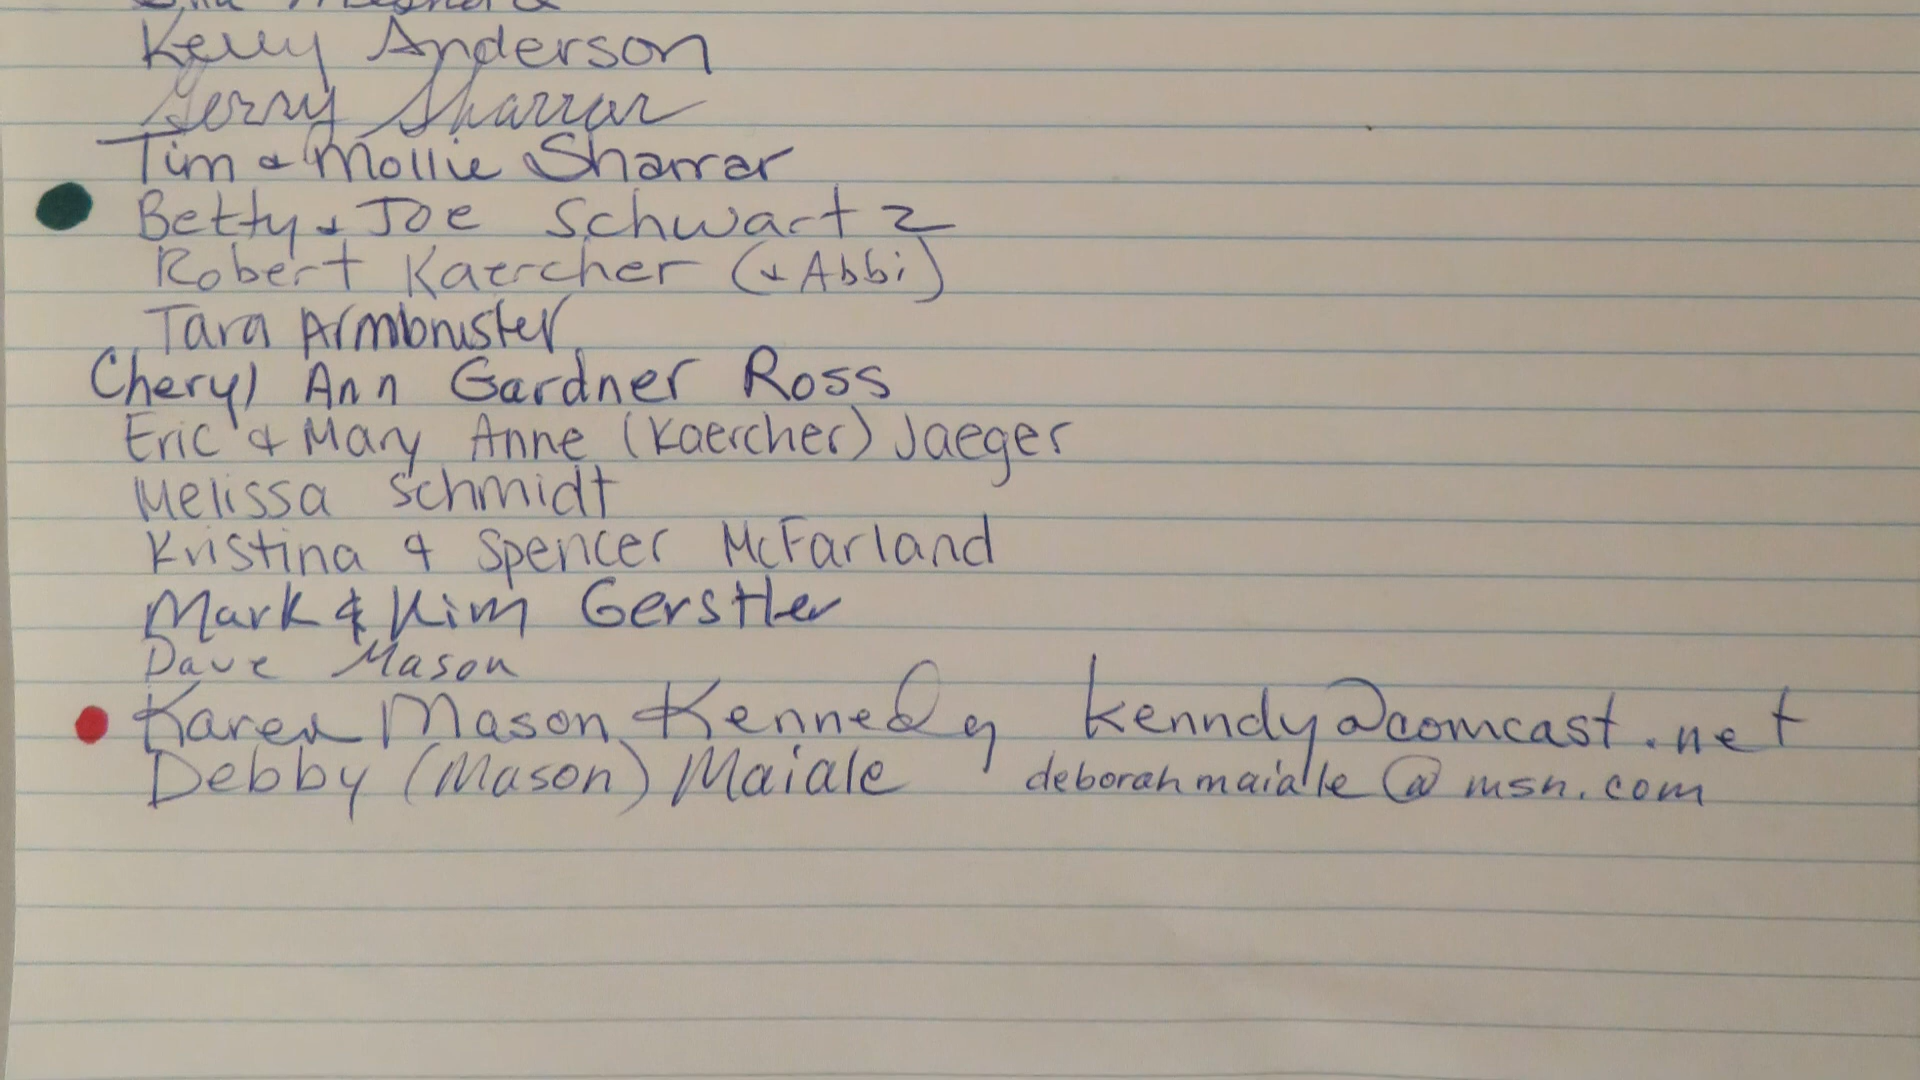 Kelly Anderson
Gerry Sharrar
Tim & Mollie Sharrar
Betty & Joe Schwartz
Robert Kaercher (& Abbi)
Tara Armbruster
Cheryl Ann Gardner Ross
Eric & Mary Anne (Kaercher) Jaeger
Melissa Schmidt
Kristina & Spencer McFarland
Mark & Kim Gerstler
Dave Mason
Karen Mason Kennedy kenndy@comcast.net
Debby (Mason) Maiale deborahmaialle@msn.com